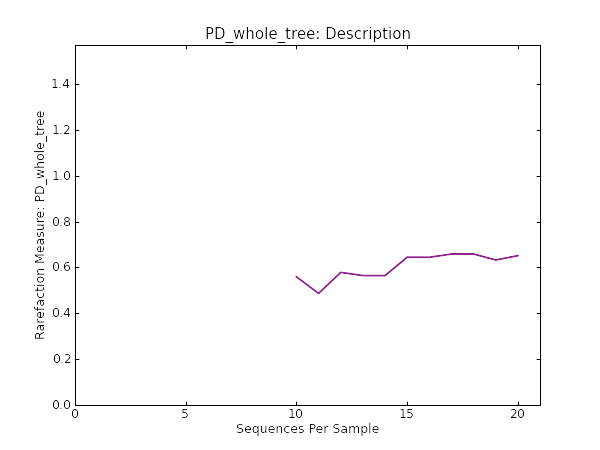 PD_whole_tree: Description
Rarefaction Measure: PD_whole_tree
1.4
1.2
1.0
0.8
0.6
0.4
0.2
0.0
0 5 10 15 20
Sequences Per Sample